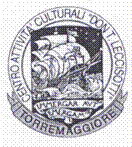 CENTRO ATTIVITA' CULTURALI "DON T. LECCISOTTI"
TORREMAGGIORE